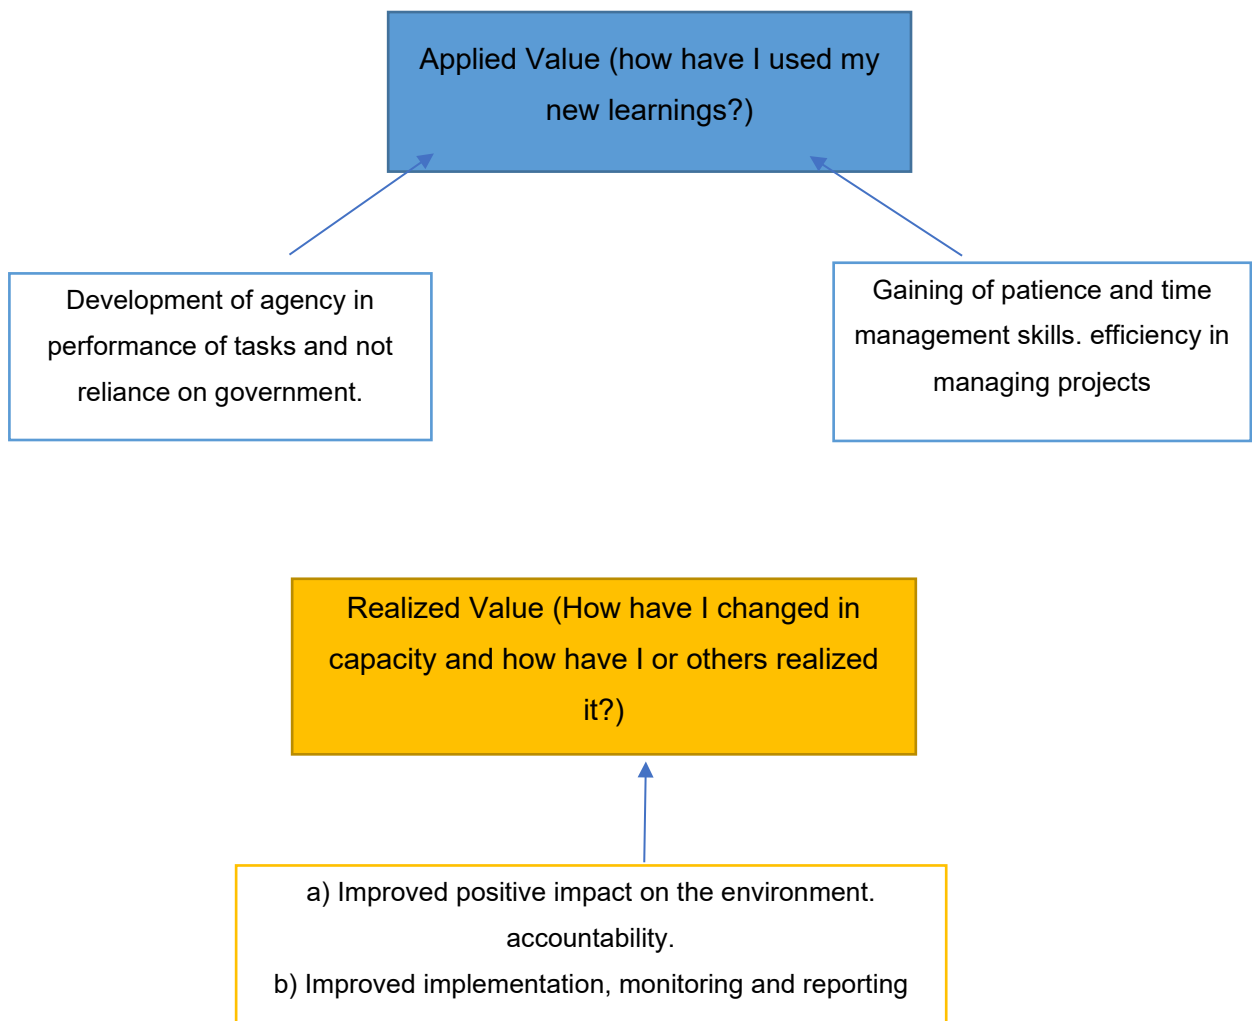 Applied Value (how have I used my
new learnings?)
Development of agency in
performance of tasks and not
reliance on government.
Gaining of patience and time
management skills. efficiency in
managing projects
Realized Value (How have I changed in
capacity and how have I or others realized
it?)
a) Improved positive impact on the environment.
accountability.
b) Improved implementation, monitoring and reporting